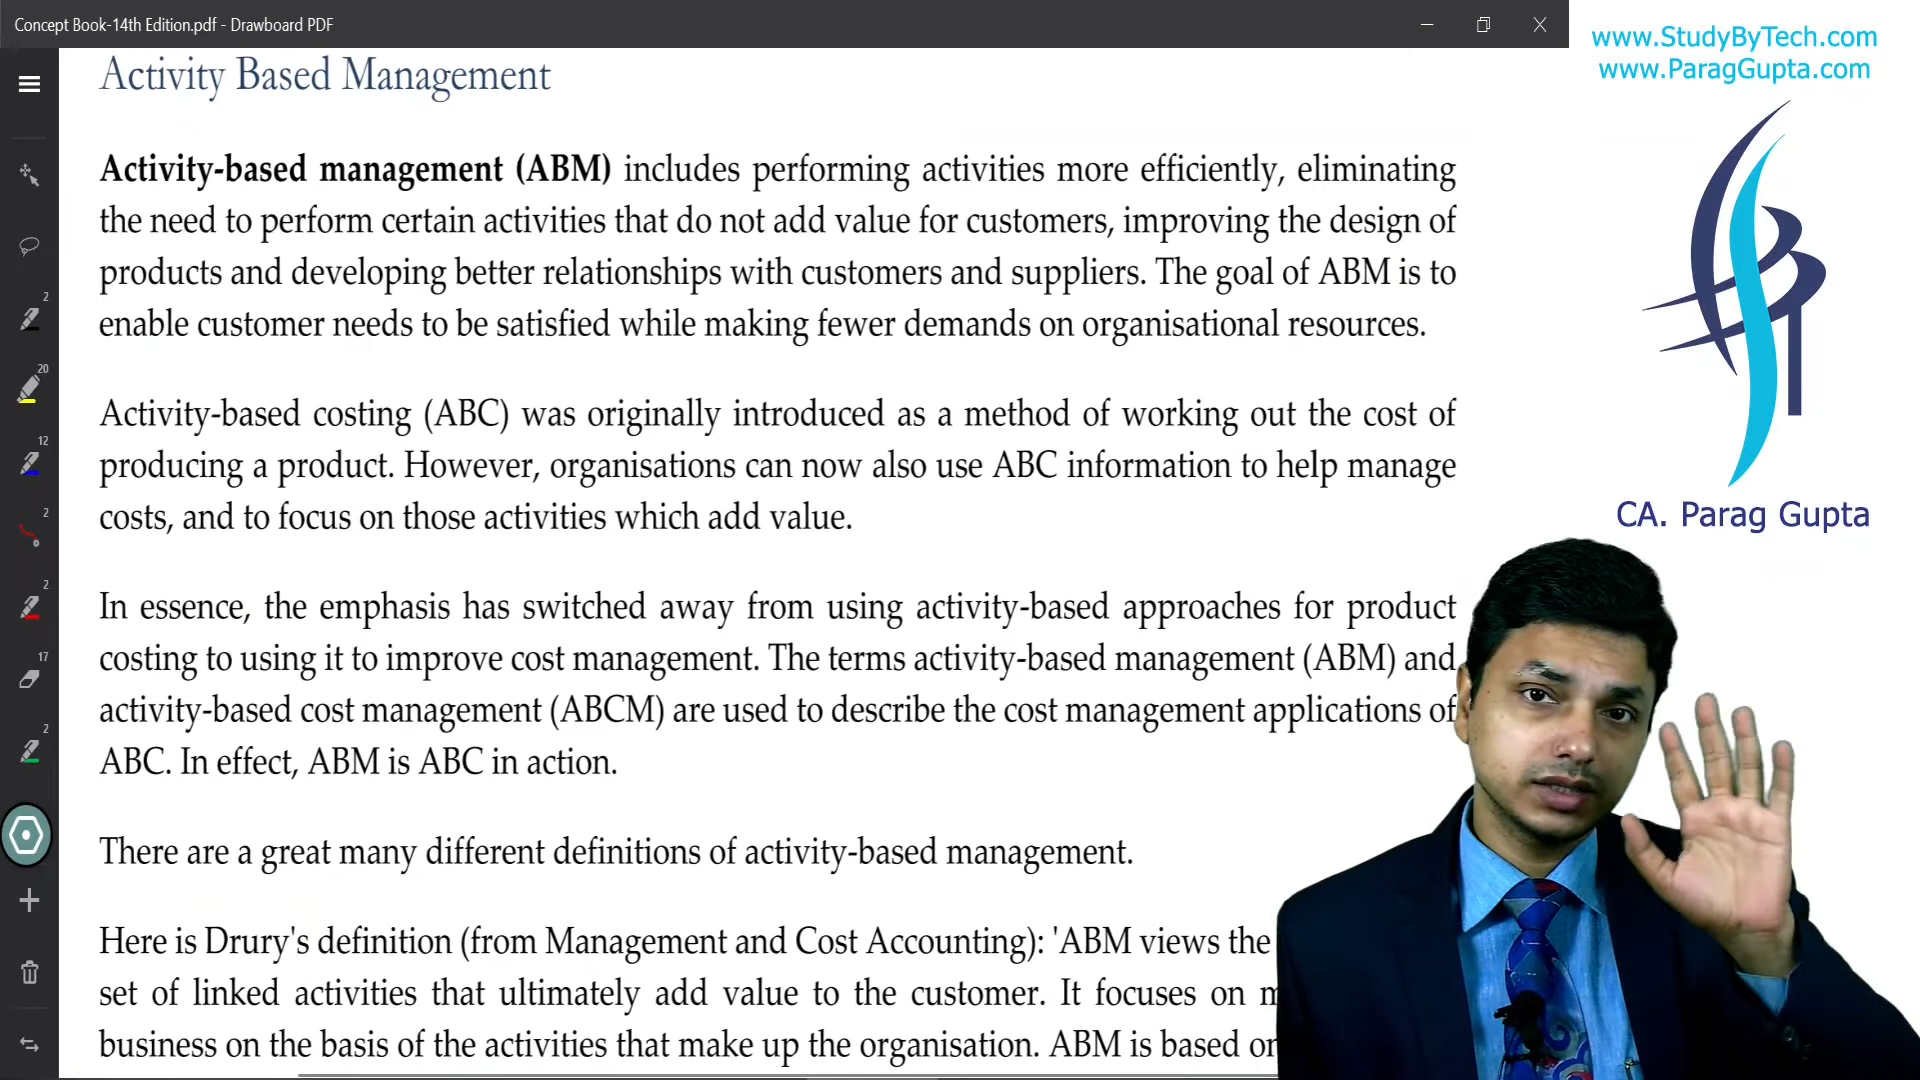 Concept Book-14th Edition.pdf - Drawboard PDF
www.StudyByTech.com
www.ParagGupta.com
Activity Based Management
Activity-based management (ABM) includes performing activities more efficiently, eliminating
the need to perform certain activities that do not add value for customers, improving the design of
products and developing better relationships with customers and suppliers. The goal of ABM is to
enable customer needs to be satisfied while making fewer demands on organisational resources.
Activity-based costing (ABC) was originally introduced as a method of working out the cost of
producing a product. However, organisations can now also use ABC information to help manage
costs, and to focus on those activities which add value.
CA. Parag Gupta
In essence, the emphasis has switched away from using activity-based approaches for product
costing to using it to improve cost management. The terms activity-based management (ABM) and
activity-based cost management (ABCM) are used to describe the cost management applications of
ABC. In effect, ABM is ABC in action.
There are a great many different definitions of activity-based management.
Here is Drury's definition (from Management and Cost Accounting): 'ABM views the
set of linked activities that ultimately add value to the customer. It focuses on
business on the basis of the activities that make up the organisation. ABM is based
2
20
12
2
2
17
2